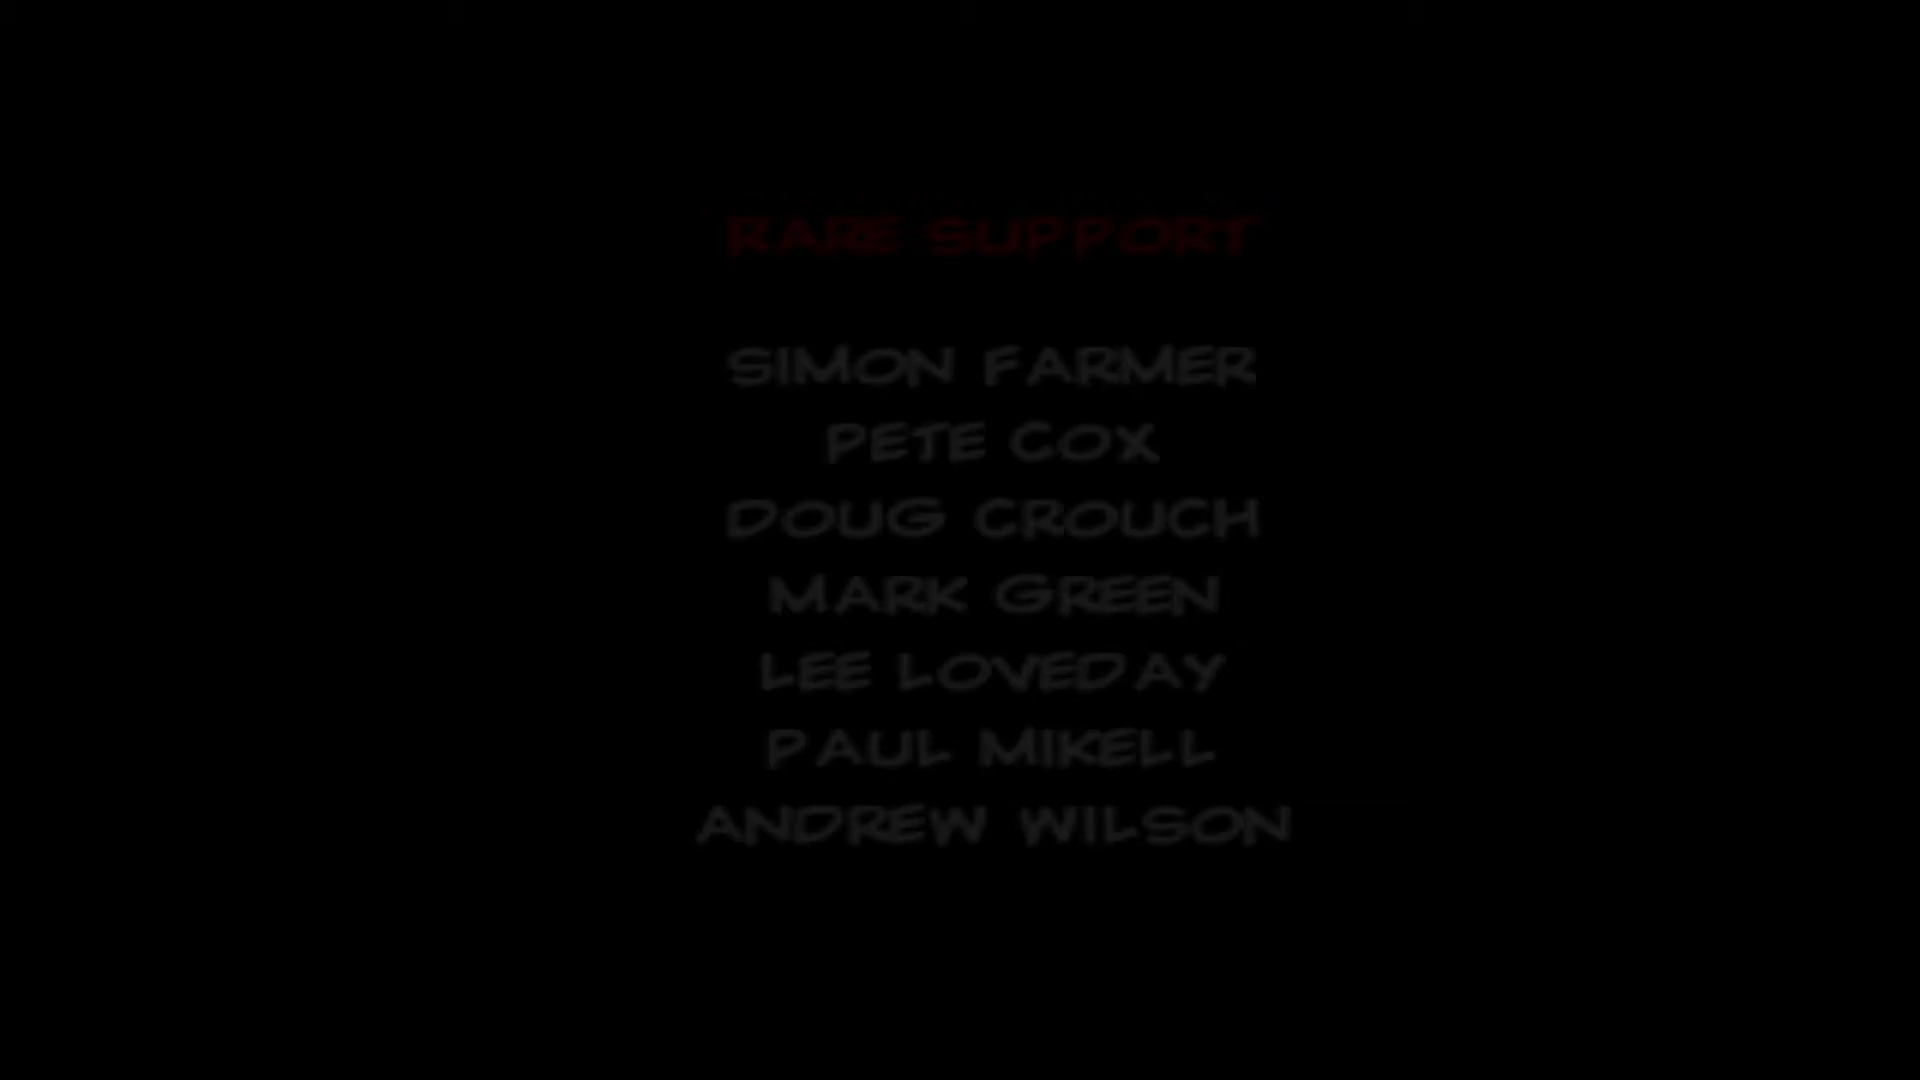 RARE SUPPORT
SIMON FARMER
PETE COX
DOUG CROUCH
MARK GREEN
LEE LOVEDAY
PAUL MIKELL
ANDREW WILSON